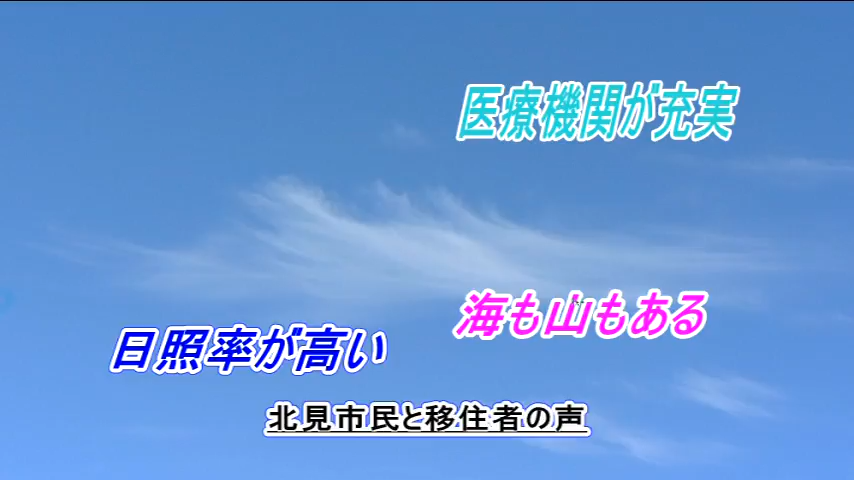 医療機関が充実
海も山もある
日照率が高い
北見市民と移住者の声